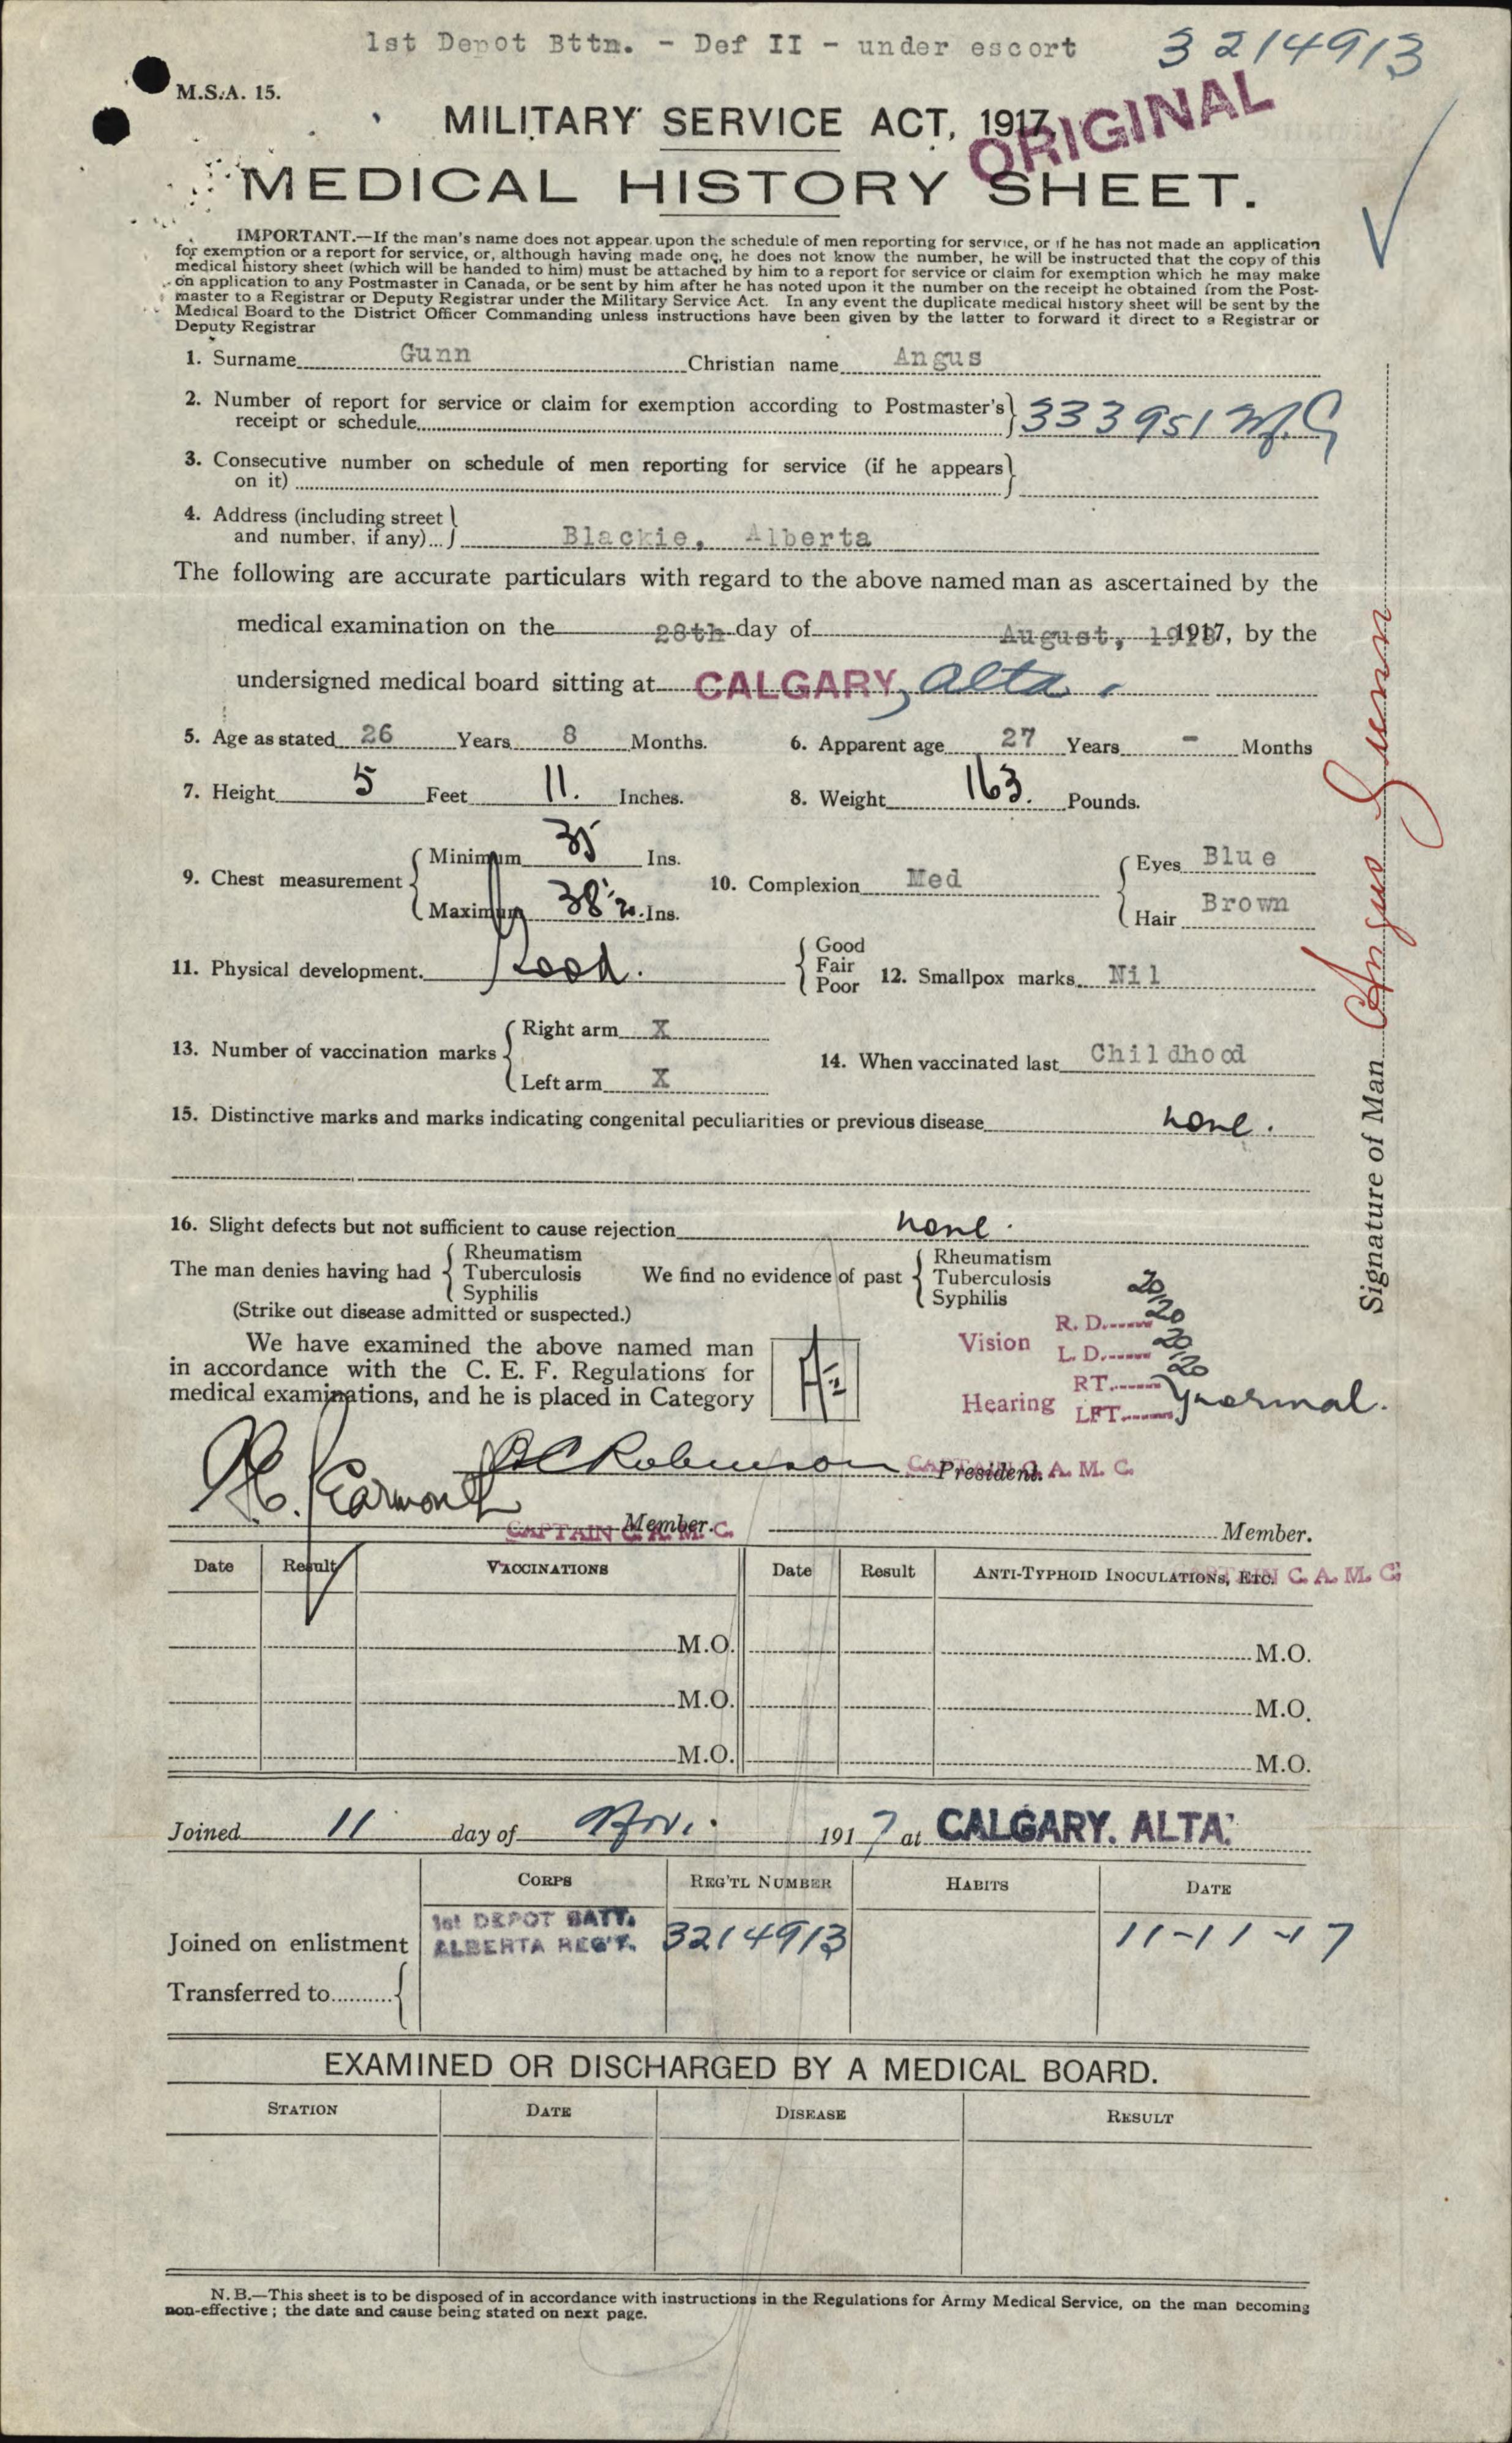 1st Depot Bttn. - Def II - under escort 3214913
M.S.A. 15.
MILITARY SERVICE ACT, 1917
ORIGINAL
MEDICAL HISTORY SHEET.
IMPORTANT.—If the man's name does not appear upon the schedule of men reporting for service, or if he has not made an application
for exemption or a report for service, or, although having made one, he does not know the number, he will be instructed that the copy of this
medical history sheet (which will be handed to him) must be attached by him to a report for service or claim for exemption which he may make
on application to any Postmaster in Canada, or be sent by him after he has noted upon it the number on the receipt he obtained from the Post-
master to a Registrar or Deputy Registrar under the Military Service Act. In any event the duplicate medical history sheet will be sent by the
Medical Board to the District Officer Commanding unless instructions have been given by the latter to forward it direct to a Registrar or
Deputy Registrar
1. Surname Gunn Christian name Angus
2. Number of report for service or claim for exemption according to Postmaster's
receipt or schedule 333951
3. Consecutive number on schedule of men reporting for service (if he appears
on it)
4. Address (including street
and number, if any) Blackie, Alberta
The following are accurate particulars with regard to the above named man as ascertained by the
medical examination on the 28th day of August, 1918 1917, by the
undersigned medical board sitting at CALGARY, Alta.
5. Age as stated 26 Years 8 Months. 6. Apparent age 27 Years - Months
7. Height 5 Feet 11. Inches. 8. Weight 163. Pounds.
9. Chest measurement Minimum 35 Ins.
Maximum 38 1/2. Ins.
10. Complexion Med Eyes Blue
Hair Brown
11. Physical development. Good. Good
Fair
Poor
12. Smallpox marks Nil
13. Number of vaccination marks Right arm X
Left arm X
14. When vaccinated last Childhood
15. Distinctive marks and marks indicating congenital peculiarities or previous disease none.
16. Slight defects but not sufficient to cause rejection none.
The man denies having had Rheumatism
Tuberculosis
Syphilis
We find no evidence of past Rheumatism
Tuberculosis
Syphilis
(Strike out disease admitted or suspected.)
We have examined the above named man
in accordance with the C. E. F. Regulations for
medical examinations, and he is placed in Category
Vision R. D. 20/20
L. D. 20/20
Hearing RT.
LFT. normal.
Robinson President. CAPTAIN C. A. M. C.
Member. CAPTAIN C. A. M. C. Member.
CAPTAIN C. A. M. C.
Date Result VACCINATIONS Date Result ANTI-TYPHOID INOCULATIONS, ETC.
M.O. M.O.
M.O. M.O.
M.O. M.O.
Joined 11 day of Nov. 1917 at CALGARY. ALTA.
CORPS REG'TL NUMBER HABITS DATE
Joined on enlistment 1st DEPOT BATT. ALBERTA REG'T. 3214913 11-11-17
Transferred to
EXAMINED OR DISCHARGED BY A MEDICAL BOARD.
STATION DATE DISEASE RESULT
N.B.—This sheet is to be disposed of in accordance with instructions in the Regulations for Army Medical Service, on the man becoming
non-effective; the date and cause being stated on next page.
Signature of Man Angus Gunn